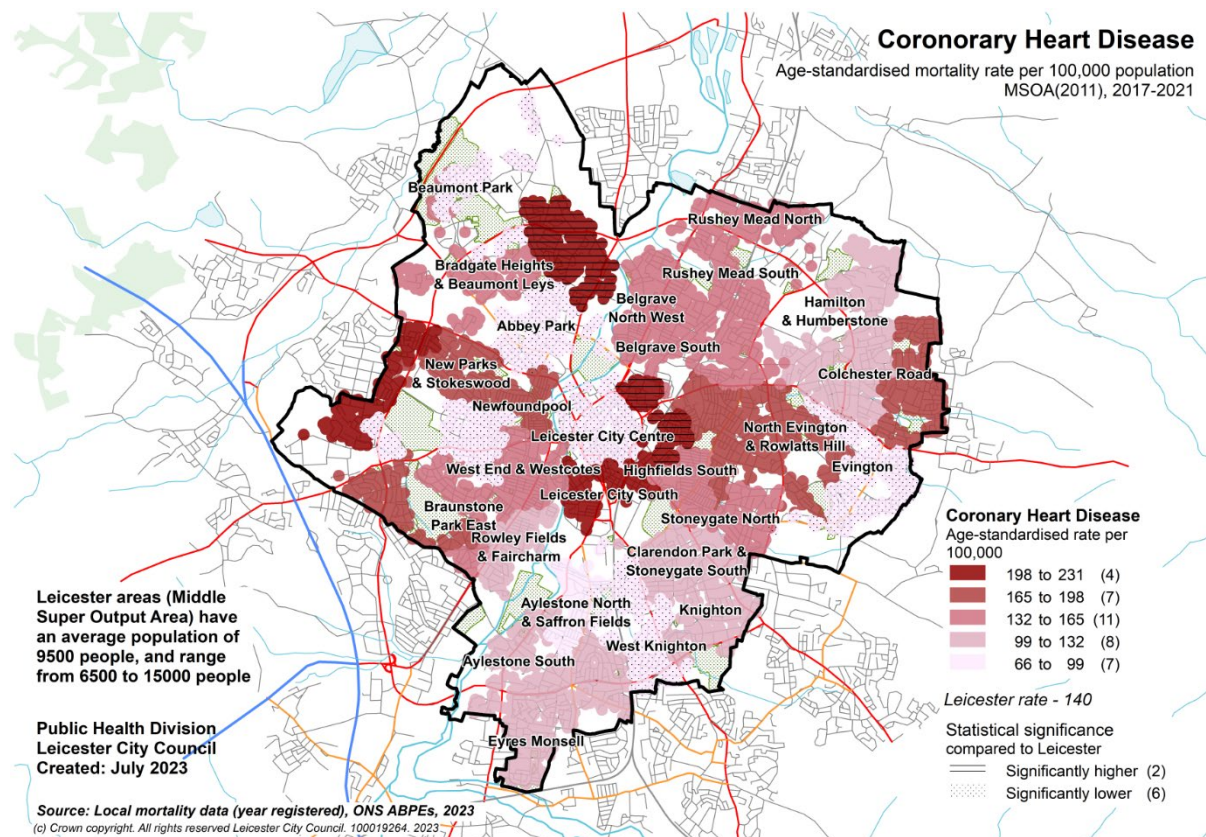 Coronorary Heart Disease
Age-standardised mortality rate per 100,000 population
MSOA(2011), 2017-2021
Beaumont Park
Rushey Mead North
Bradgate Heights
& Beaumont Leys
Rushey Mead South
Belgrave
North West
Hamilton
& Humberstone
Abbey Park
Belgrave South
New Parks
& Stokeswood
Colchester Road
Newfoundpool
Leicester City Centre
North Evington
& Rowlatts Hill
West End & Westcotes
Highfields South
Evington
Leicester City South
Braunstone
Park East
Stoneygate North
Rowley Fields
& Faircharm
Clarendon Park &
Stoneygate South
Aylestone North
& Saffron Fields
Knighton
West Knighton
Aylestone South
Eyres Monsell
Coronary Heart Disease
Age-standardised rate per
100,000
198 to 231 (4)
165 to 198 (7)
132 to 165 (11)
99 to 132 (8)
66 to 99 (7)
Leicester rate - 140
Statistical significance
compared to Leicester
Significantly higher (2)
Significantly lower (6)
Leicester areas (Middle
Super Output Area) have
an average population of
9500 people, and range
from 6500 to 15000 people
Public Health Division
Leicester City Council
Created: July 2023
Source: Local mortality data (year registered), ONS ABPEs, 2023
(c) Crown copyright. All rights reserved Leicester City Council. 100019264. 2023